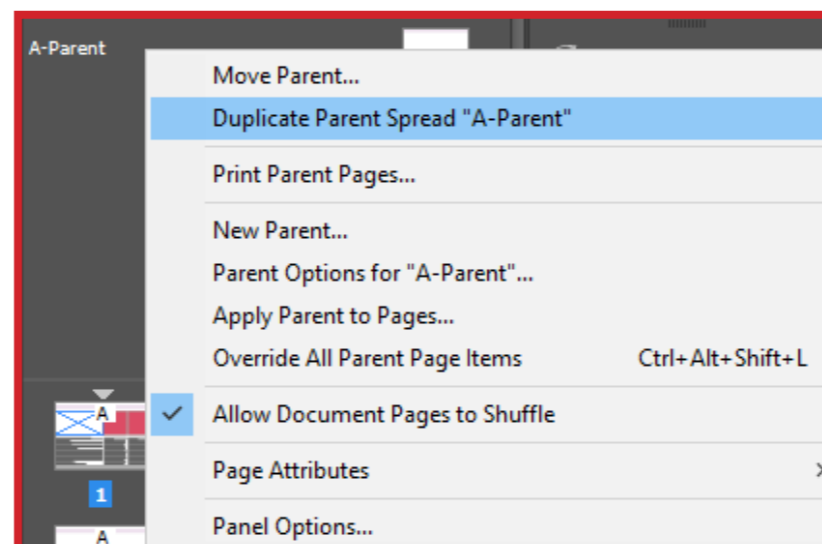 A-Parent
Move Parent...
Duplicate Parent Spread "A-Parent"
Print Parent Pages...
New Parent...
Parent Options for "A-Parent"...
Apply Parent to Pages...
Override All Parent Page Items Ctrl+Alt+Shift+L
A
Allow Document Pages to Shuffle
Page Attributes
1
Panel Options...
A